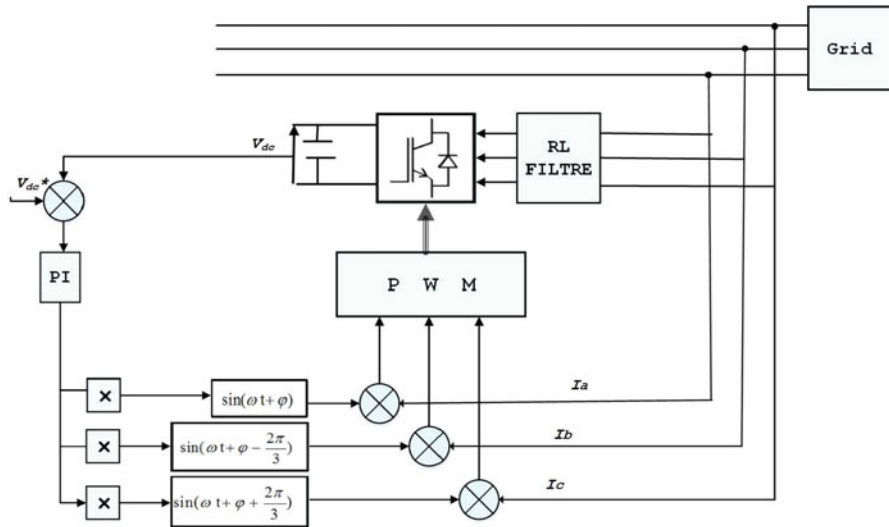 Grid
RL
FILTRE
Vdc
Vdc*
PI
P W M
×
sin(ω t+φ)
Ia
×
sin(ω t+φ−2π/3)
Ib
×
sin(ω t+φ+2π/3)
Ic